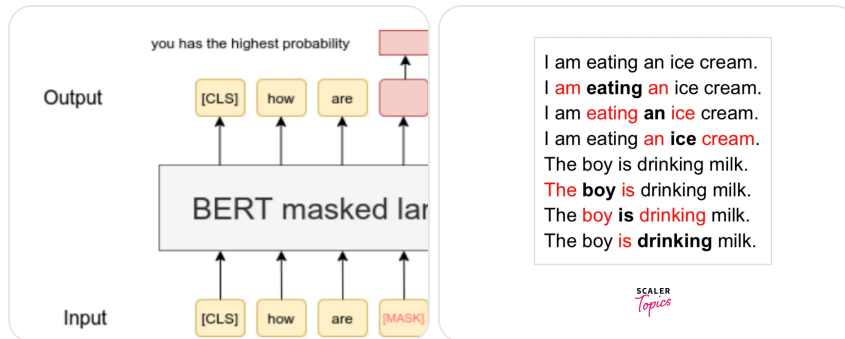 you has the highest probability
Output
[CLS] how are
BERT masked lar
Input
[CLS] how are [MASK]
I am eating an ice cream.
I am eating an ice cream.
I am eating an ice cream.
I am eating an ice cream.
The boy is drinking milk.
The boy is drinking milk.
The boy is drinking milk.
The boy is drinking milk.
SCALER
Topics